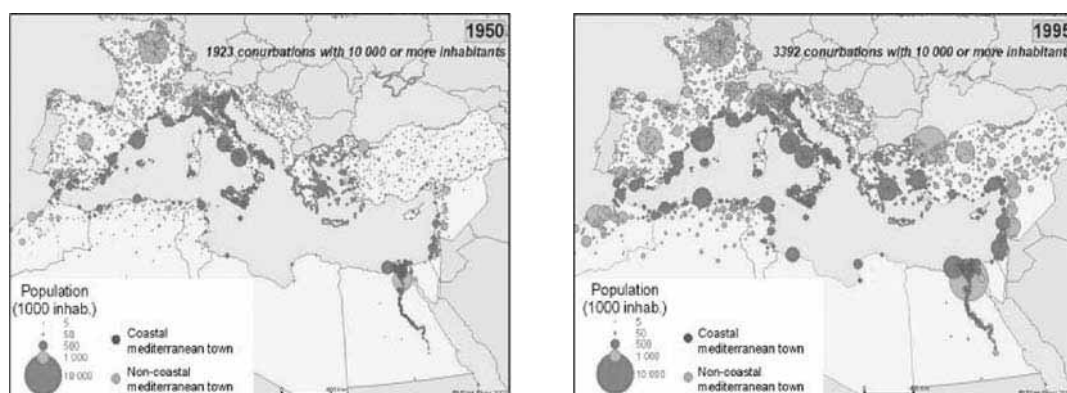 1950
1923 conurbations with 10 000 or more inhabitants
Population
(1000 inhab.)
5
50
500
1 000
10 000
Coastal
mediterranean town
Non-coastal
mediterranean town
1995
3392 conurbations with 10 000 or more inhabitant
Population
(1000 inhab.)
5
50
500
1 000
10 000
Coastal
mediterranean town
Non-coastal
mediterranean town